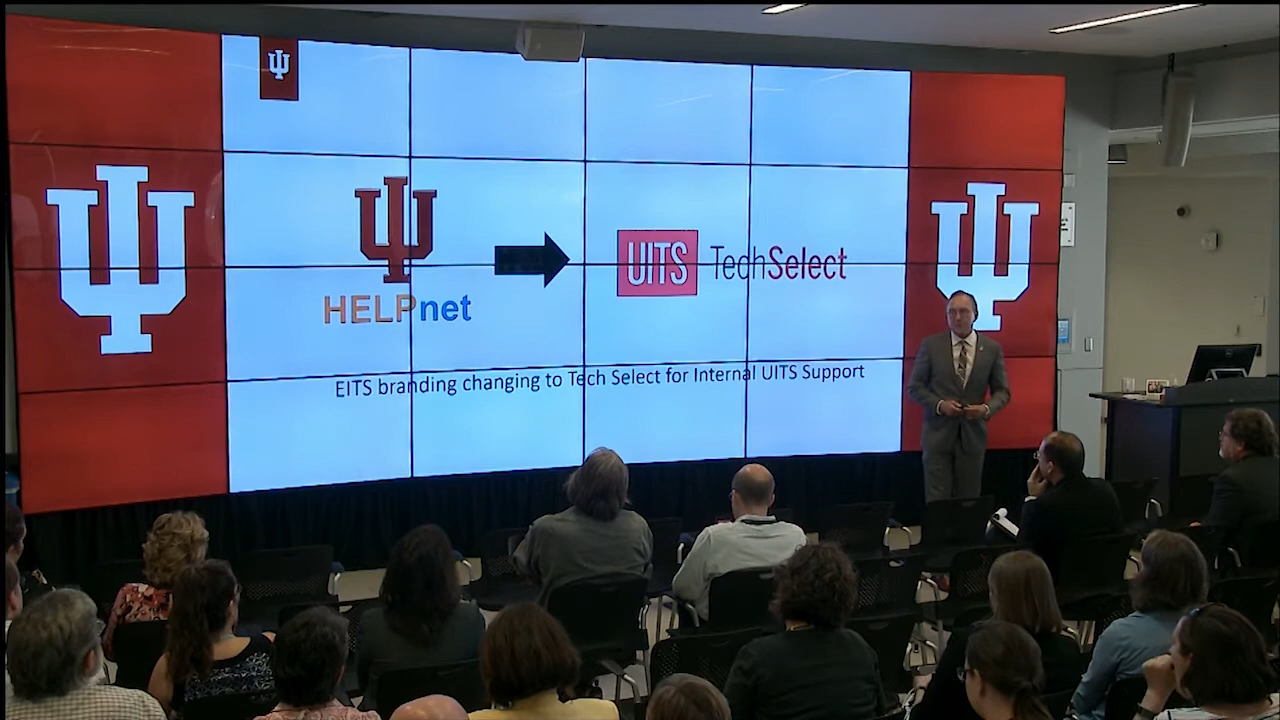 HELPnet
UITS TechSelect
EITS branding changing to Tech Select for Internal UITS Support